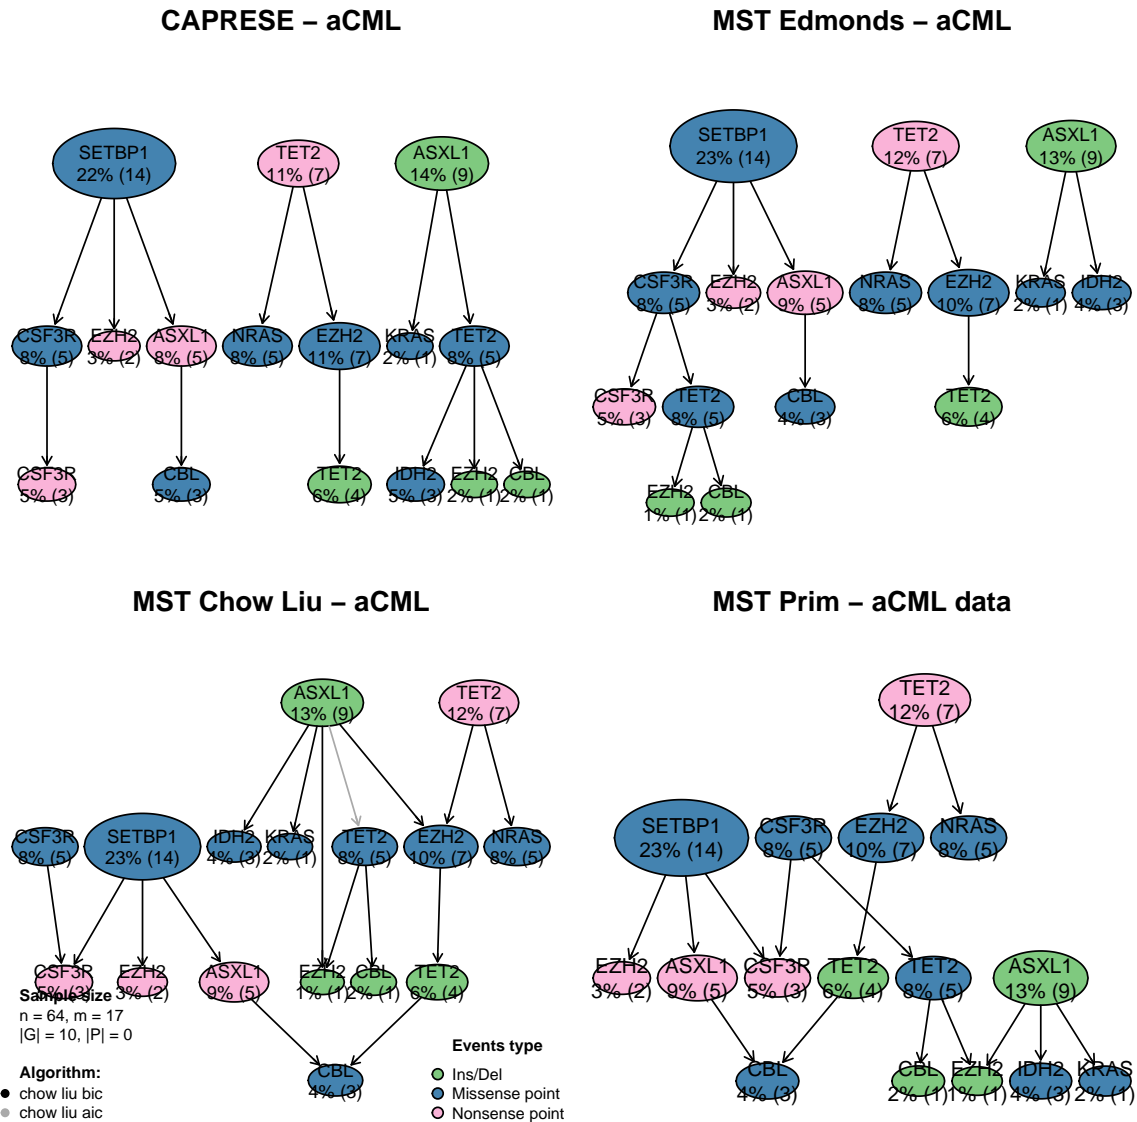 CAPRESE – aCML
SETBP1
22% (14)
TET2
11% (7)
ASXL1
14% (9)
CSF3R
8% (5)
EZH2
3% (2)
ASXL1
8% (5)
NRAS
8% (5)
EZH2
11% (7)
KRAS
2% (1)
TET2
8% (5)
CSF3R
5% (3)
CBL
5% (3)
TET2
6% (4)
IDH2
5% (3)
EZH2
2% (1)
CBL
2% (1)
MST Edmonds – aCML
SETBP1
23% (14)
TET2
12% (7)
ASXL1
13% (9)
CSF3R
8% (5)
EZH2
3% (2)
ASXL1
9% (5)
NRAS
8% (5)
EZH2
10% (7)
KRAS
2% (1)
IDH2
4% (3)
CSF3R
5% (3)
TET2
8% (5)
CBL
4% (3)
TET2
6% (4)
EZH2
1% (1)
CBL
2% (1)
MST Chow Liu – aCML
ASXL1
13% (9)
TET2
12% (7)
CSF3R
8% (5)
SETBP1
23% (14)
IDH2
4% (3)
KRAS
2% (1)
TET2
8% (5)
EZH2
10% (7)
NRAS
8% (5)
CSF3R
5% (3)
EZH2
3% (2)
ASXL1
9% (5)
EZH2
1% (1)
CBL
2% (1)
TET2
6% (4)
CBL
4% (3)
Sample size
n = 64, m = 17
|G| = 10, |P| = 0
Algorithm:
chow liu bic
chow liu aic
Events type
Ins/Del
Missense point
Nonsense point
MST Prim – aCML data
TET2
12% (7)
SETBP1
23% (14)
CSF3R
8% (5)
EZH2
10% (7)
NRAS
8% (5)
EZH2
3% (2)
ASXL1
9% (5)
CSF3R
5% (3)
TET2
6% (4)
TET2
8% (5)
ASXL1
13% (9)
CBL
4% (3)
CBL
2% (1)
EZH2
1% (1)
IDH2
4% (3)
KRAS
2% (1)